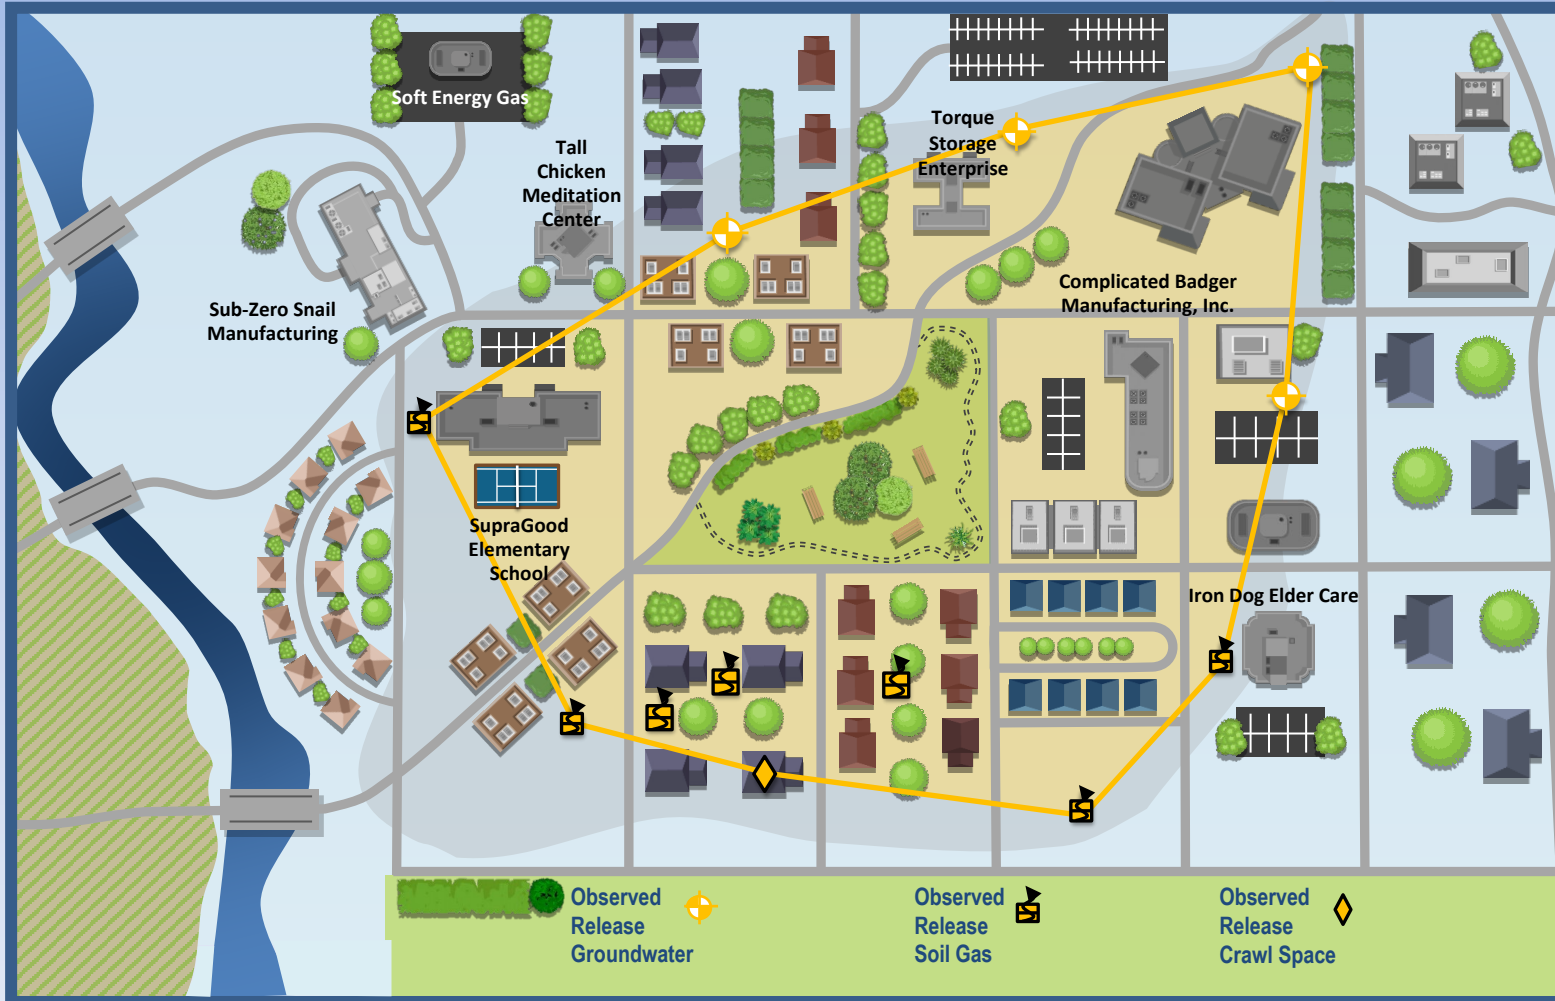 Soft Energy Gas
Tall
Chicken
Meditation
Center
Torque
Storage
Enterprise
Sub-Zero Snail
Manufacturing
Complicated Badger
Manufacturing, Inc.
SupraGood
Elementary
School
Iron Dog Elder Care
Observed
Release
Groundwater
Observed
Release
Soil Gas
Observed
Release
Crawl Space